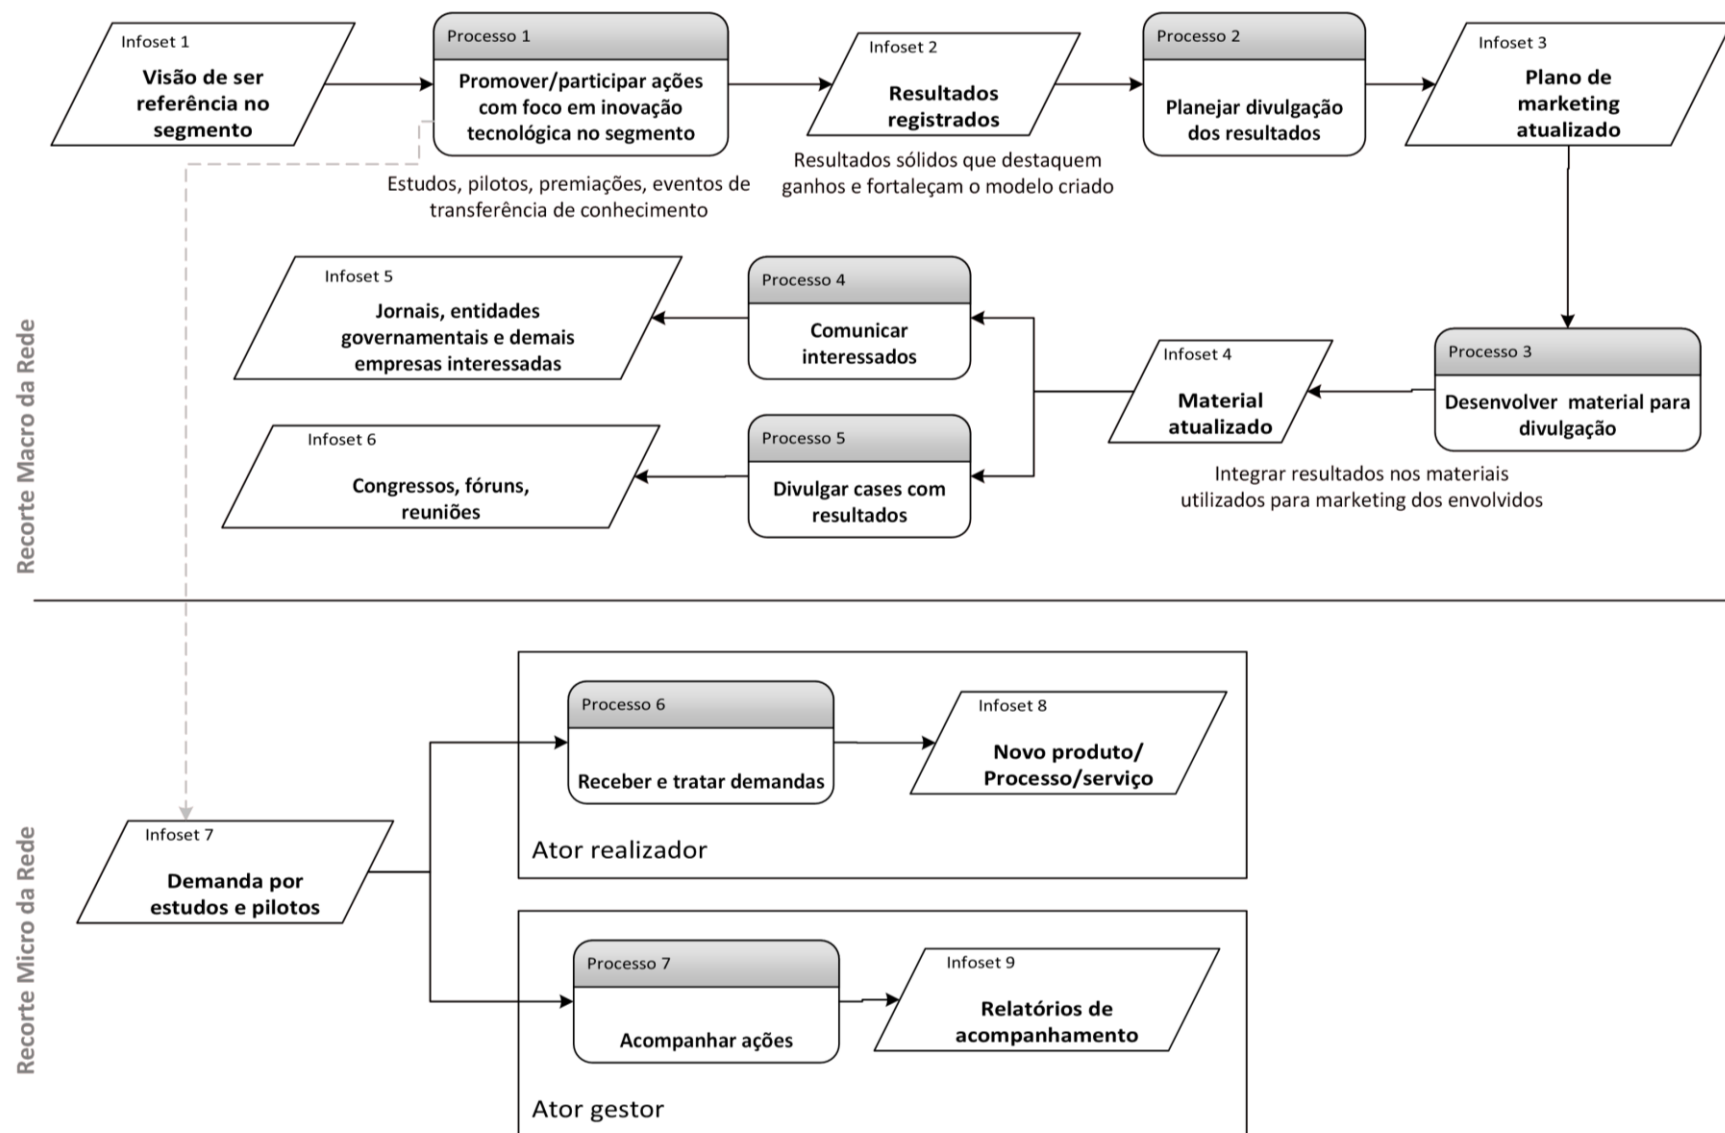 Recorte Macro da Rede
Infoset 1
Visão de ser
referência no
segmento
Processo 1
Promover/participar ações
com foco em inovação
tecnológica no segmento
Estudos, pilotos, premiações, eventos de
transferência de conhecimento
Infoset 2
Resultados
registrados
Resultados sólidos que destaquem
ganhos e fortaleçam o modelo criado
Processo 2
Planejar divulgação
dos resultados
Infoset 3
Plano de
marketing
atualizado
Processo 3
Desenvolver material para
divulgação
Infoset 4
Material
atualizado
Integrar resultados nos materiais
utilizados para marketing dos envolvidos
Processo 4
Comunicar
interessados
Infoset 5
Jornais, entidades
governamentais e demais
empresas interessadas
Processo 5
Divulgar cases com
resultados
Infoset 6
Congressos, fóruns,
reuniões
Recorte Micro da Rede
Infoset 7
Demanda por
estudos e pilotos
Processo 6
Receber e tratar demandas
Infoset 8
Novo produto/
Processo/serviço
Ator realizador
Processo 7
Acompanhar ações
Infoset 9
Relatórios de
acompanhamento
Ator gestor